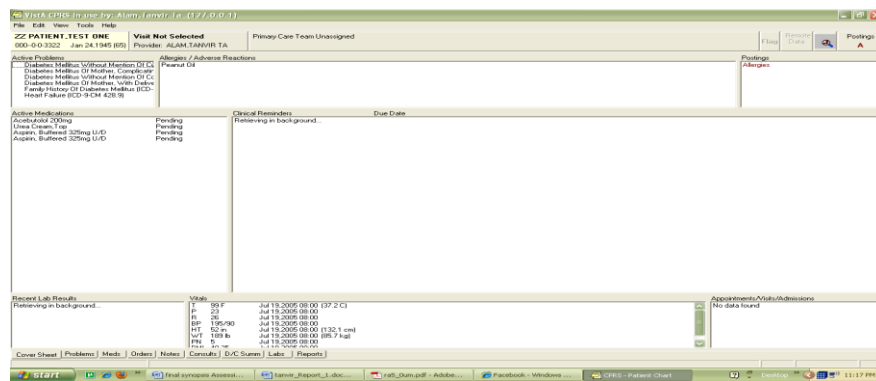 VistA CPRS in use by: Alam,Tanvir Ta (127.0.0.1)
File Edit View Tools Help
ZZ PATIENT,TEST ONE
000-00-3322 Jan 24,1945 (65)
Visit Not Selected
Provider: ALAM,TANVIR TA
Primary Care Team Unassigned
Flag
Remote Data
Postings
A
Active Problems
Diabetes Mellitus Without Mention Of Co
Diabetes Mellitus Of Mother, Complicatin
Diabetes Mellitus Without Mention Of Co
Diabetes Mellitus Of Mother, With Delive
Family History Of Diabetes Mellitus (ICD-
Heart Failure (ICD-9-CM 428.9)
Allergies / Adverse Reactions
Peanut Oil
Postings
Allergies
Active Medications
Acebutolol 200mg Pending
Urea Cream,Top Pending
Aspirin, Buffered 325mg U/D Pending
Aspirin, Buffered 325mg U/D Pending
Clinical Reminders Due Date
Retrieving in background...
Recent Lab Results
Retrieving in background...
Vitals
T 99 F Jul 19,2005 08:00 (37.2 C)
P 23 Jul 19,2005 08:00
R 26 Jul 19,2005 08:00
BP 195/90 Jul 19,2005 08:00
HT 52 in Jul 19,2005 08:00 (132.1 cm)
WT 189 lb Jul 19,2005 08:00 (85.7 kg)
PN 5 Jul 19,2005 08:00
Appointments/Visits/Admissions
No data found
Cover Sheet Problems Meds Orders Notes Consults D/C Summ Labs Reports
start
final synopsis Assessi...
tanvir_Report_1.doc...
Adobe...
Facebook - Windows ...
CPRS - Patient Chart
Desktop
11:17 PM